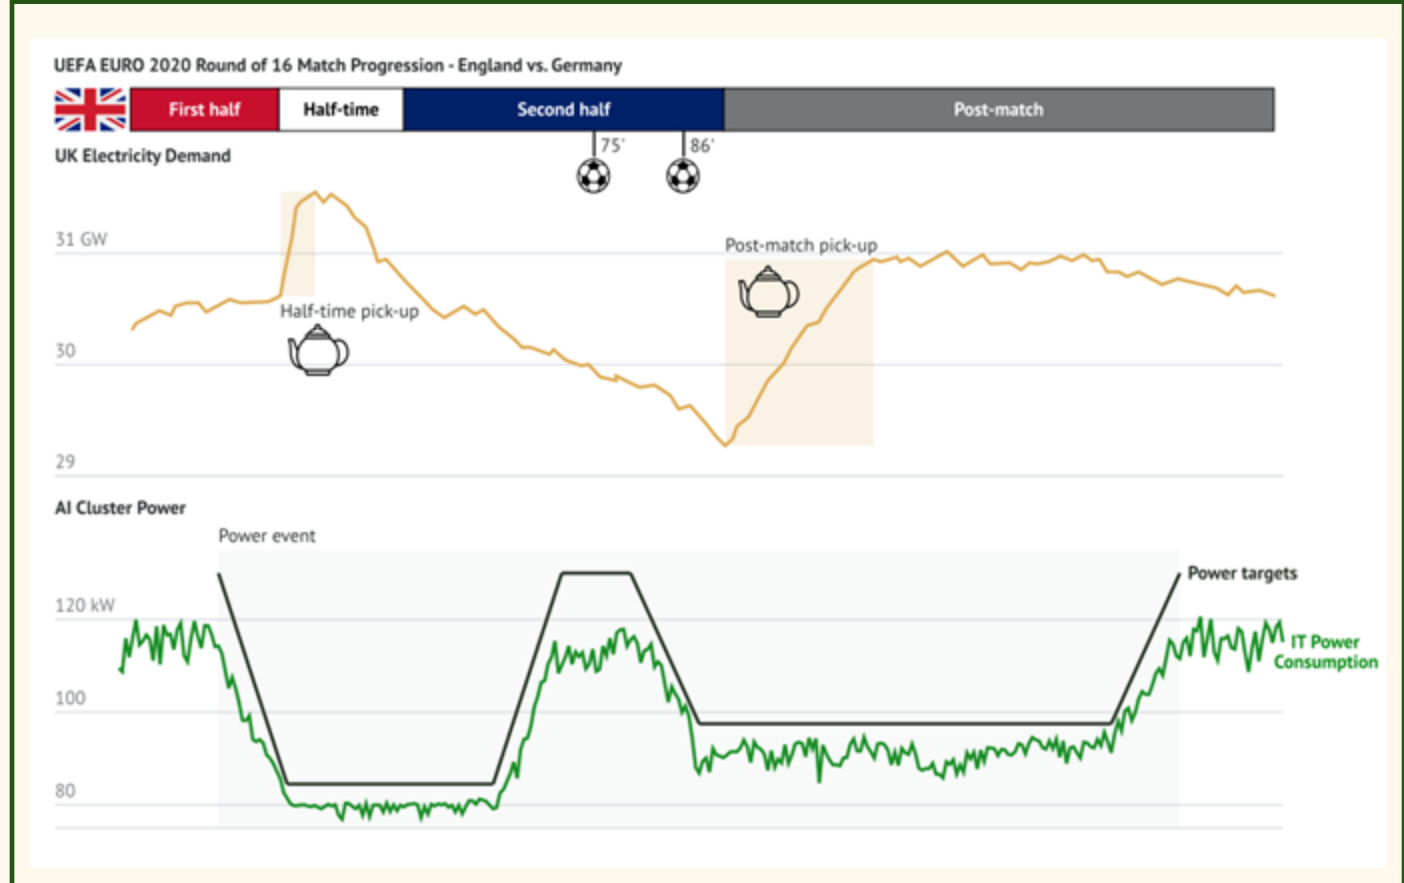 UEFA EURO 2020 Round of 16 Match Progression - England vs. Germany
First half
Half-time
Second half
Post-match
75'
86'
UK Electricity Demand
31 GW
Post-match pick-up
Half-time pick-up
30
29
AI Cluster Power
Power event
Power targets
120 kW
IT Power
Consumption
100
80